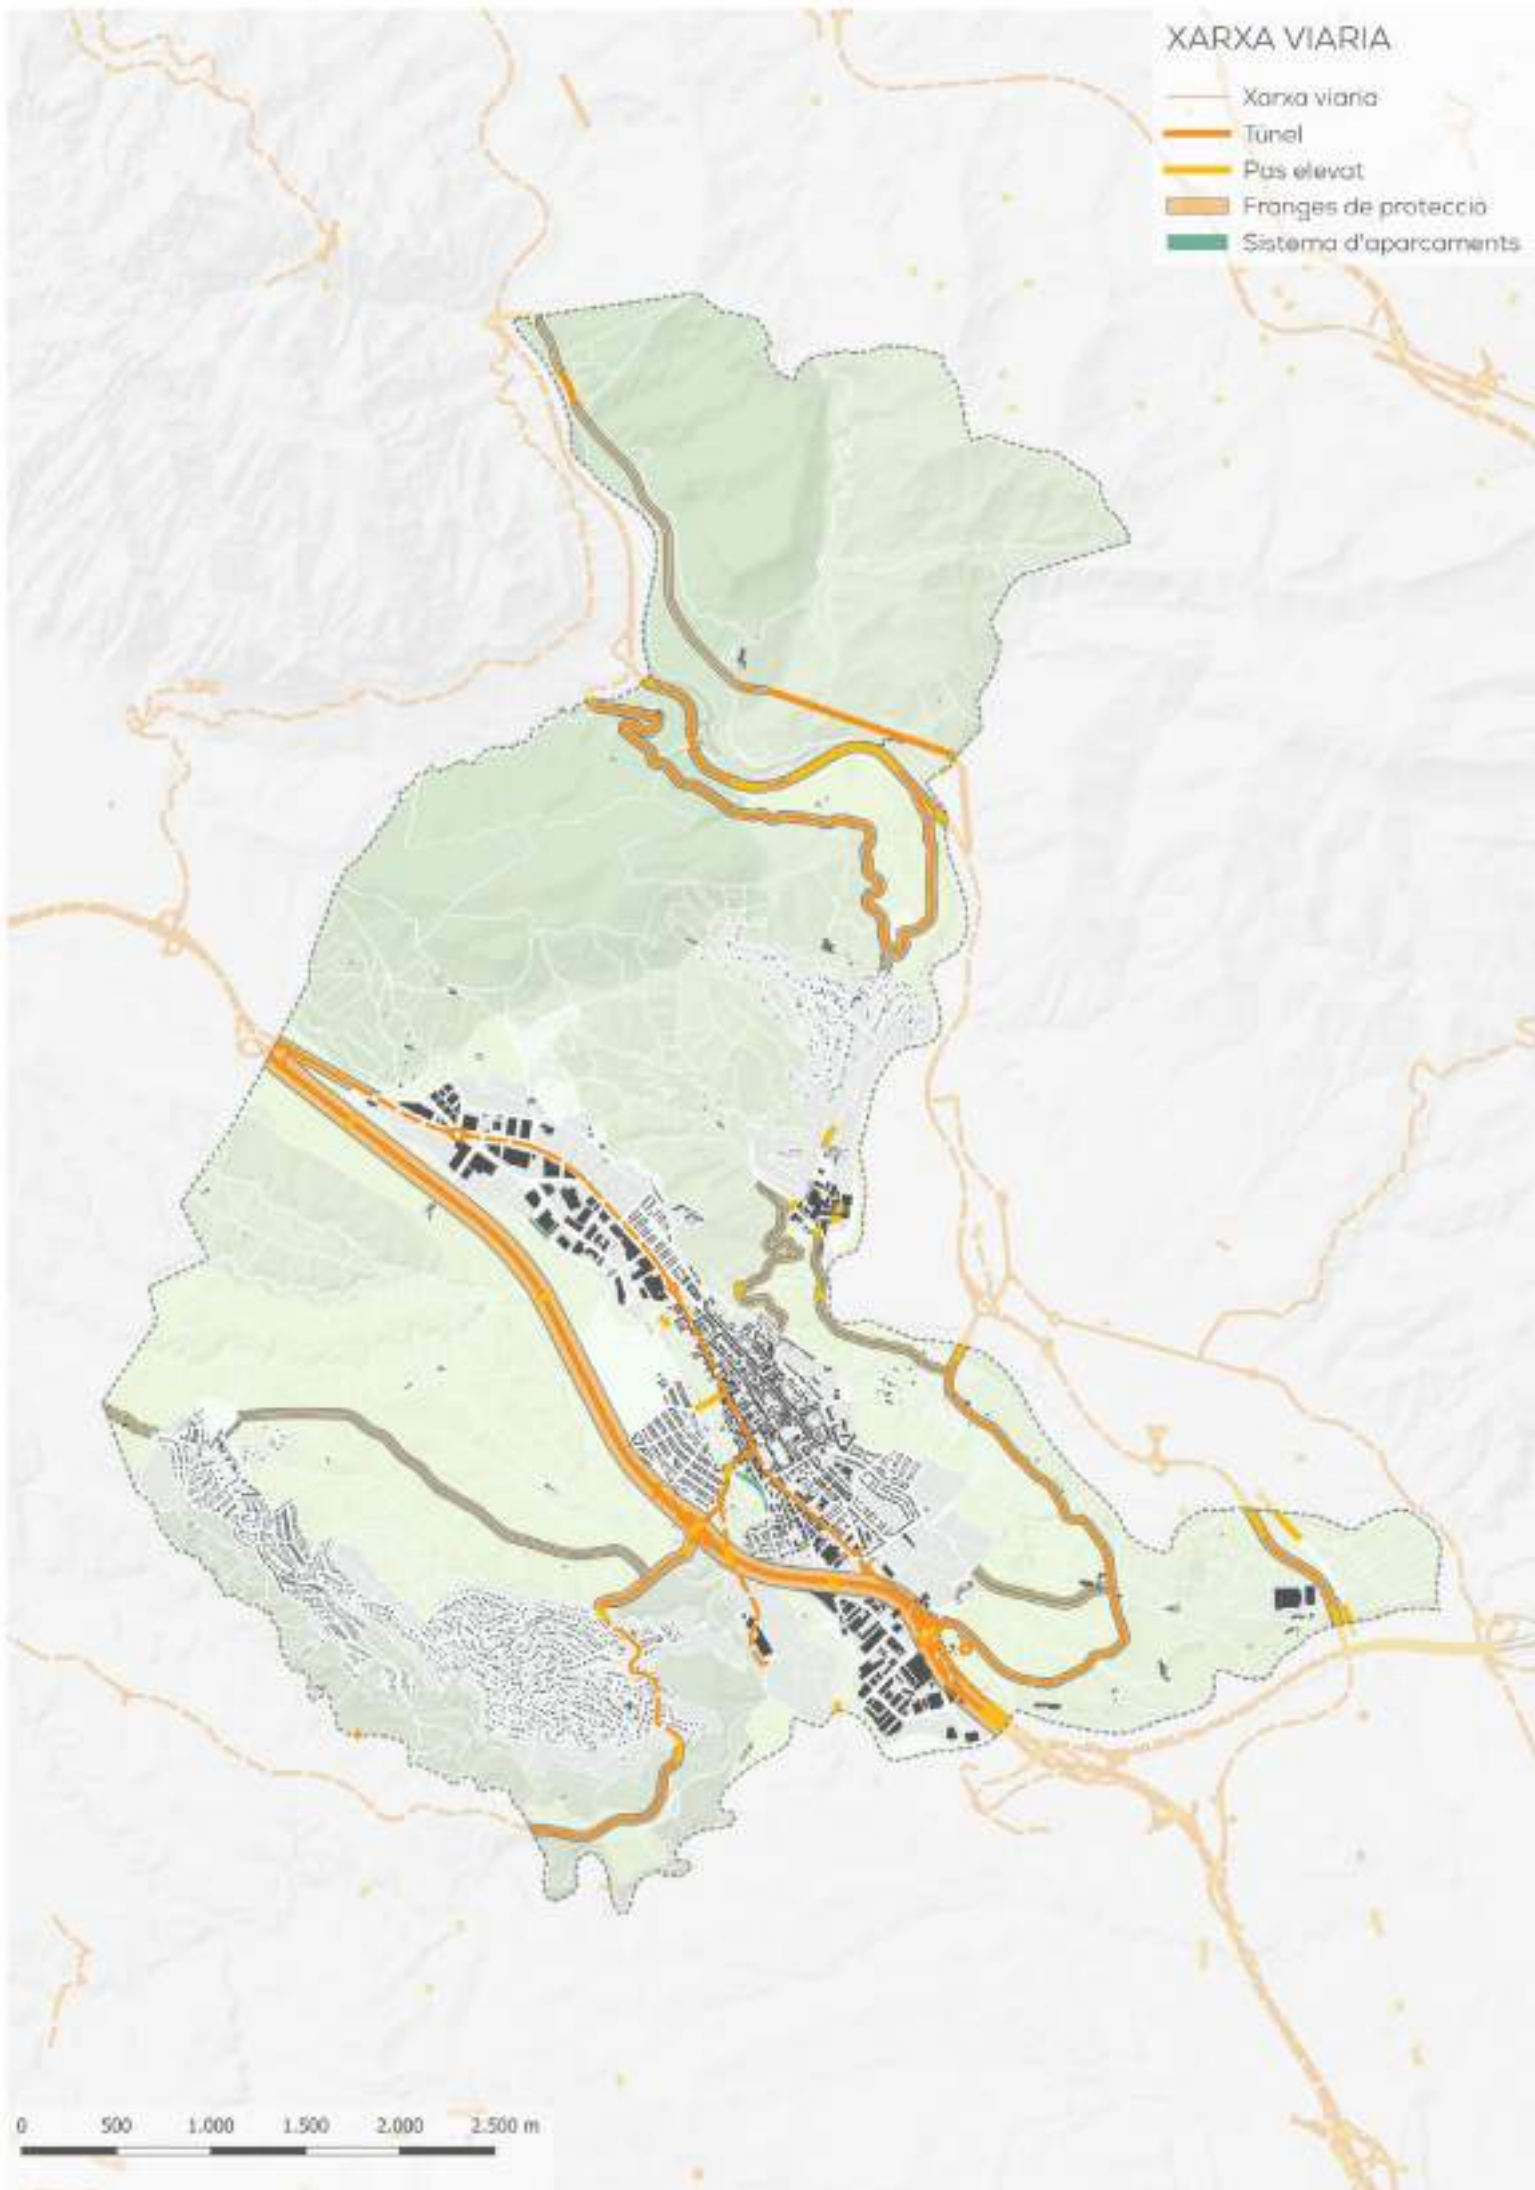 XARXA VIARIA
Xarxa viaria
Túnel
Pas elevat
Franges de protecció
Sistema d'aparcaments
0 500 1.000 1.500 2.000 2.500 m